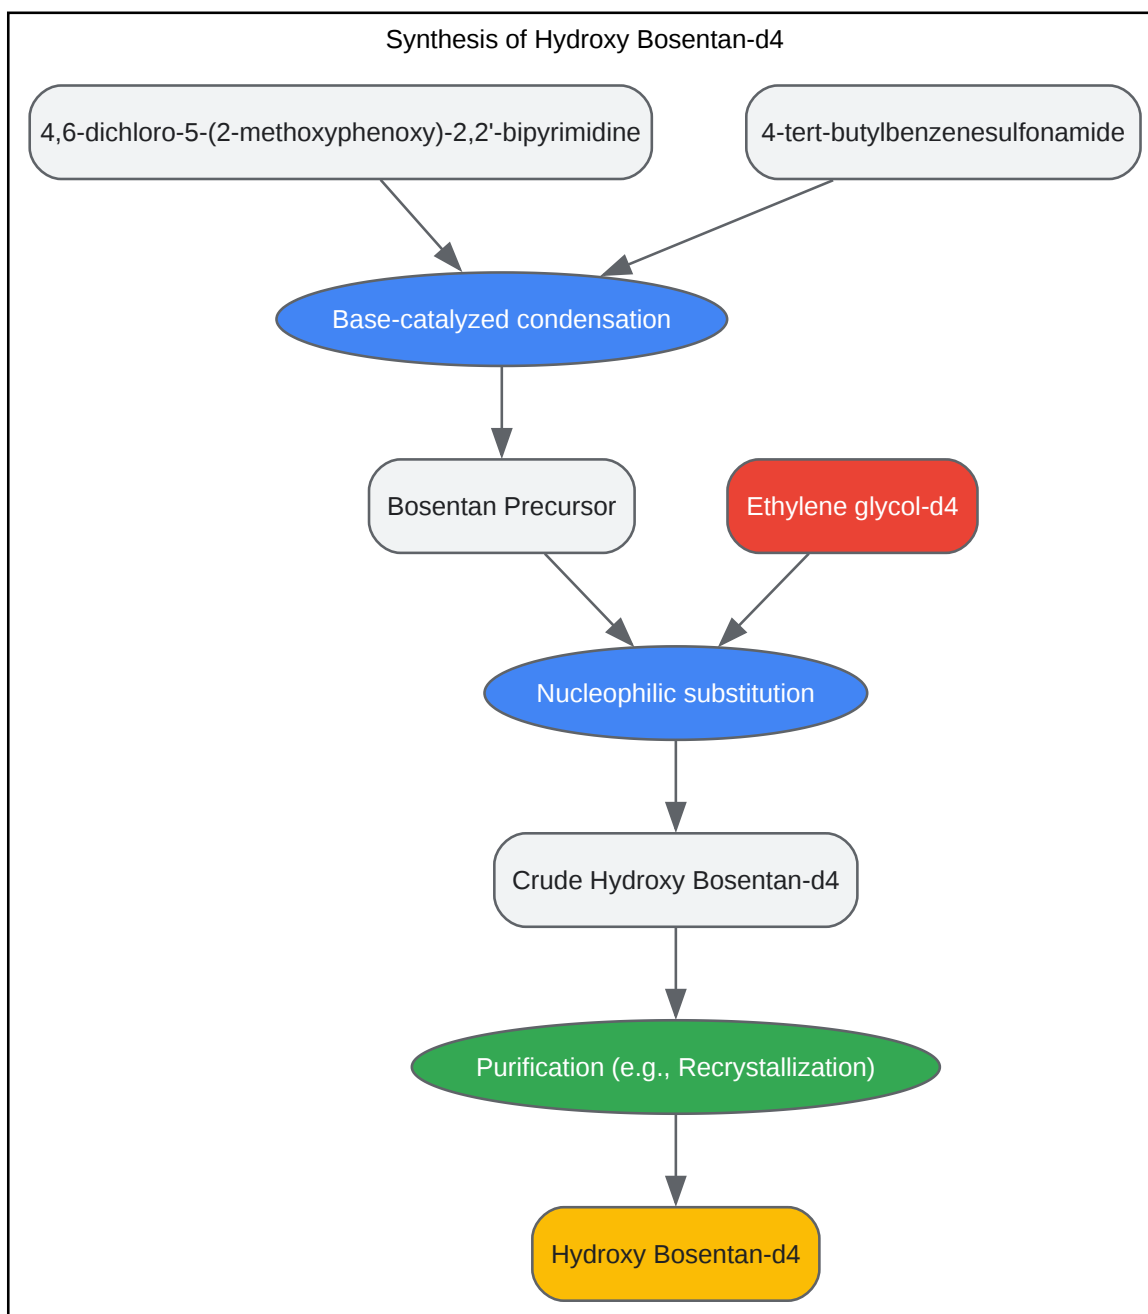 Synthesis of Hydroxy Bosentan-d4
4,6-dichloro-5-(2-methoxyphenoxy)-2,2'-bipyrimidine
4-tert-butylbenzenesulfonamide
Base-catalyzed condensation
Bosentan Precursor
Ethylene glycol-d4
Nucleophilic substitution
Crude Hydroxy Bosentan-d4
Purification (e.g., Recrystallization)
Hydroxy Bosentan-d4